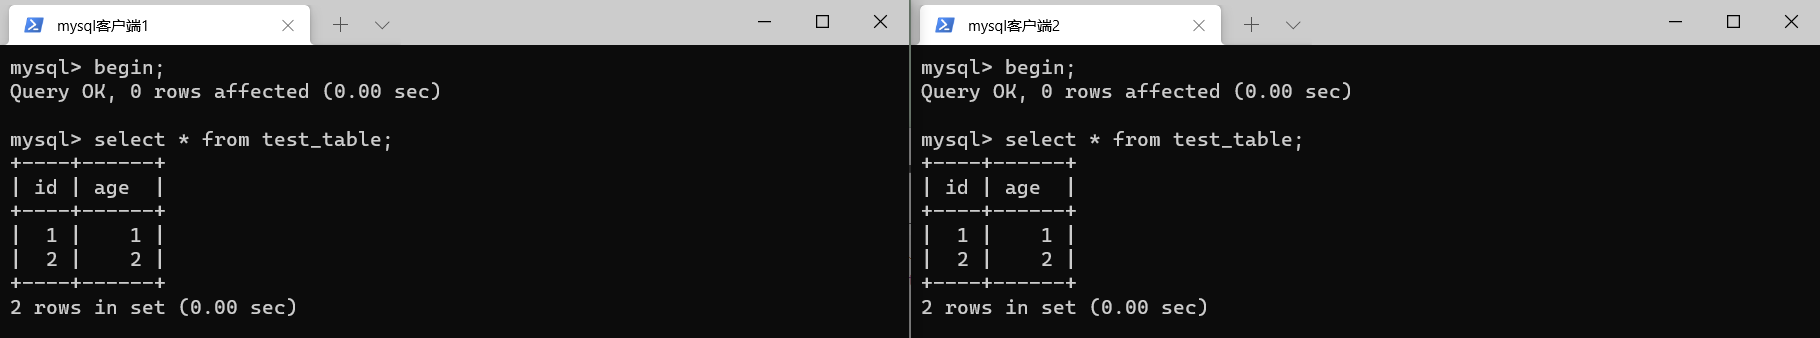 mysql客户端1
mysql> begin;
Query OK, 0 rows affected (0.00 sec)
mysql> select * from test_table;
+----+------+
| id | age  |
+----+------+
|  1 |    1 |
|  2 |    2 |
+----+------+
2 rows in set (0.00 sec)
mysql客户端2
mysql> begin;
Query OK, 0 rows affected (0.00 sec)
mysql> select * from test_table;
+----+------+
| id | age  |
+----+------+
|  1 |    1 |
|  2 |    2 |
+----+------+
2 rows in set (0.00 sec)